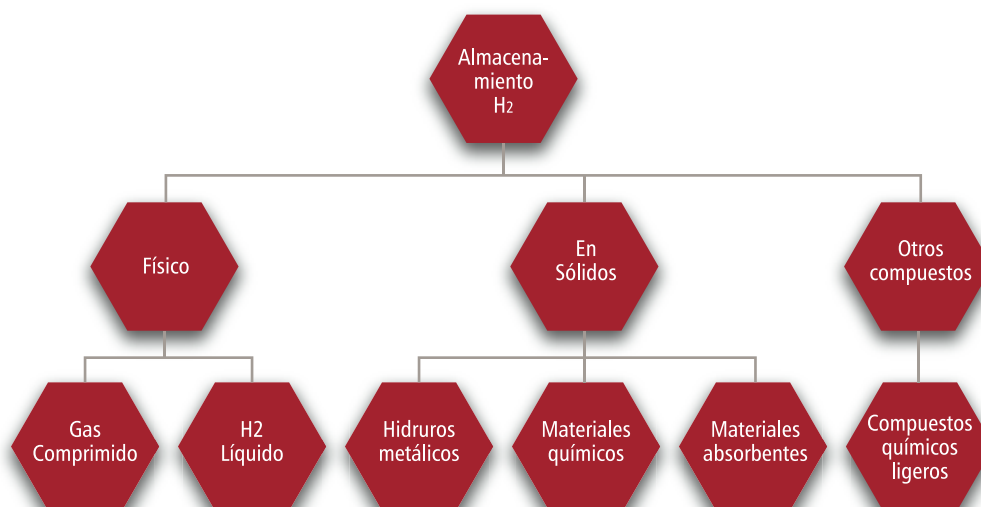 Almacena-
miento
H2
Físico
En
Sólidos
Otros
compuestos
Gas
Comprimido
H2
Líquido
Hidruros
metálicos
Materiales
químicos
Materiales
absorbentes
Compuestos
químicos
ligeros